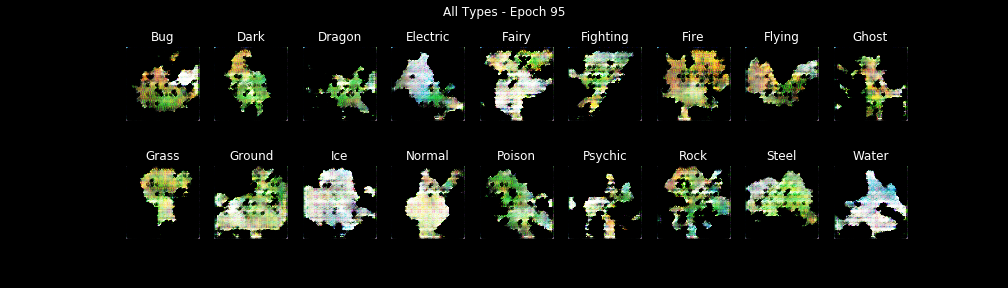 All Types - Epoch 95
Bug Dark Dragon Electric Fairy Fighting Fire Flying Ghost
Grass Ground Ice Normal Poison Psychic Rock Steel Water